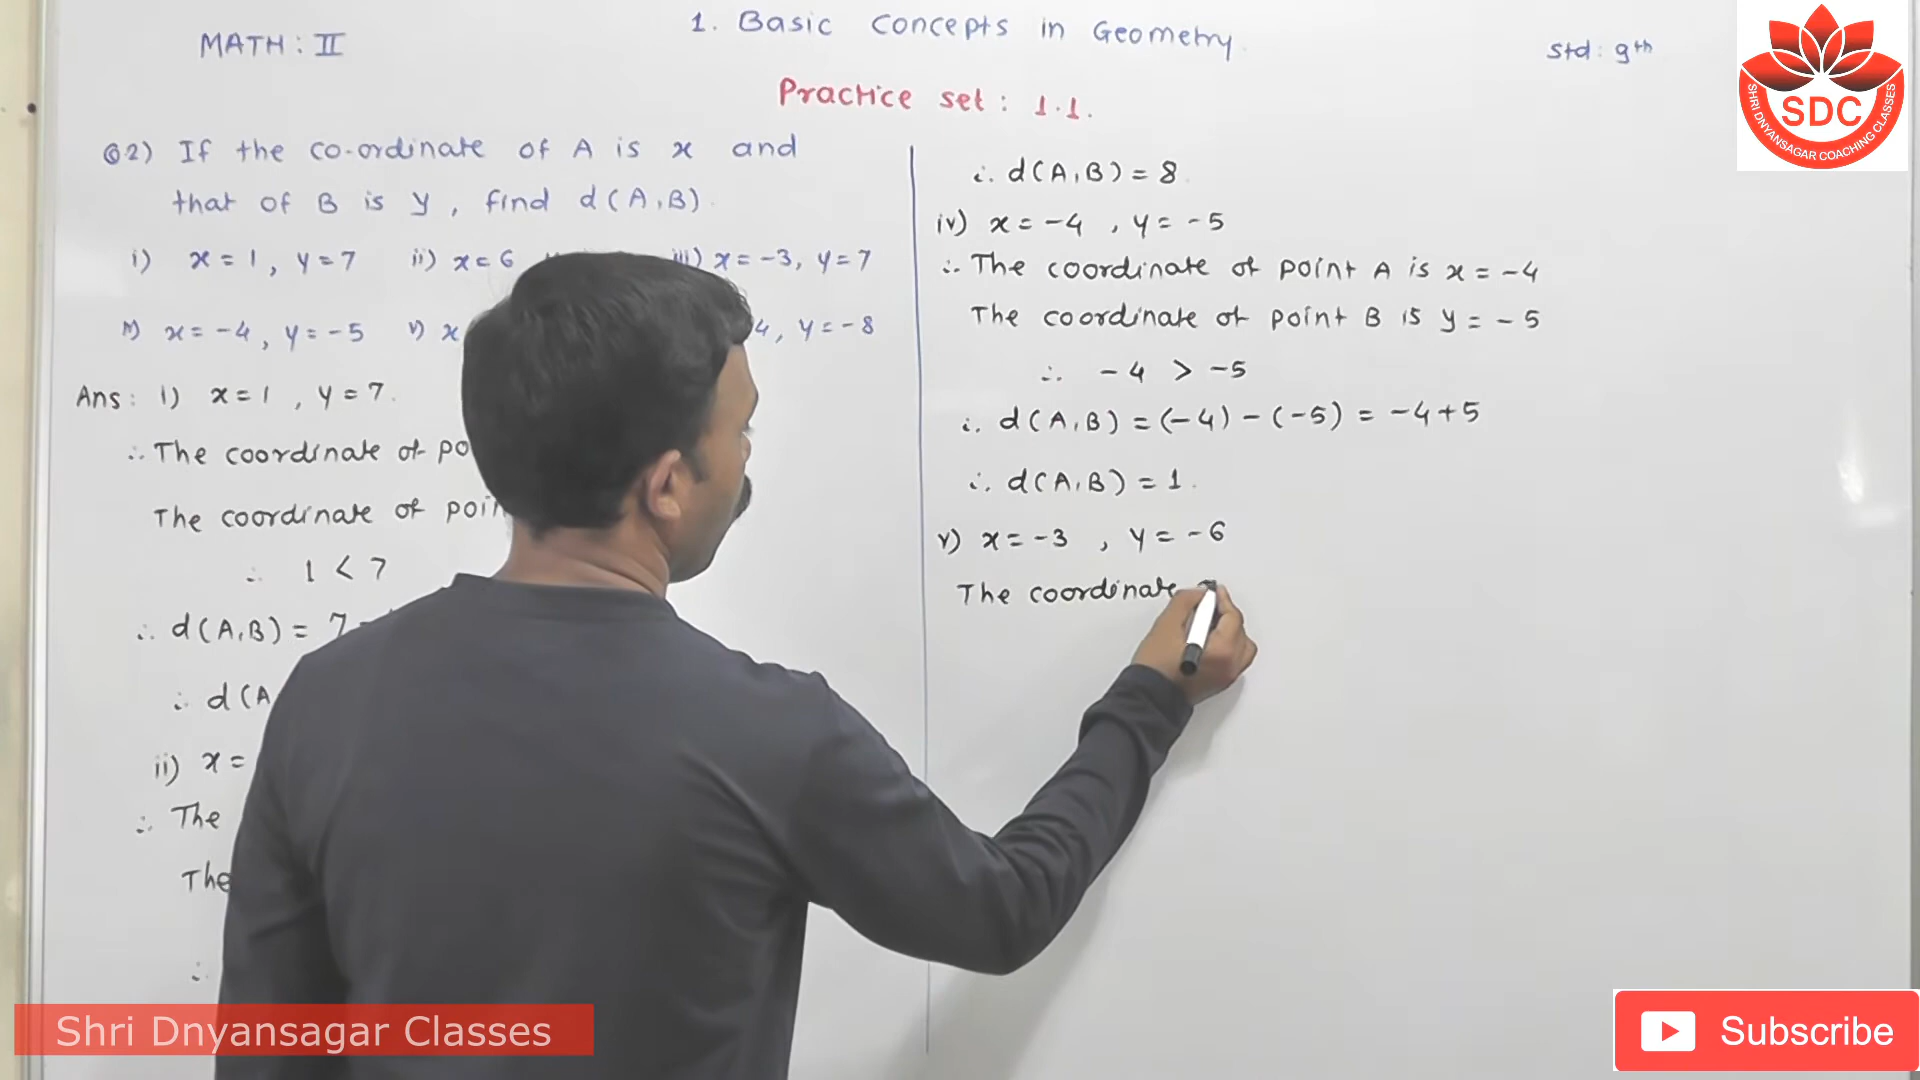 MATH : II
1. Basic Concepts in Geometry.
Std : 9th
Practice set : 1.1.
SDC
SHRI DNYANSAGAR COACHING CLASSES
Q2) If the co-ordinate of A is x and
that of B is y, find d(A,B).
i) x = 1, y = 7 ii) x = 6 iii) x = -3, y = 7
iv) x = -4, y = -5 v) x 4, y = -8
Ans : i) x = 1, y = 7.
∴ The coordinate of po
The coordinate of poin
∴ 1 < 7
∴ d(A,B) = 7
∴ d(A
ii) x =
∴ The
The
∴
∴ d(A,B) = 8.
iv) x = -4, y = -5
∴ The coordinate of point A is x = -4
The coordinate of point B is y = -5
∴ -4 > -5
∴ d(A,B) = (-4) - (-5) = -4+5
∴ d(A,B) = 1.
v) x = -3, y = -6
The coordinate
Shri Dnyansagar Classes
Subscribe